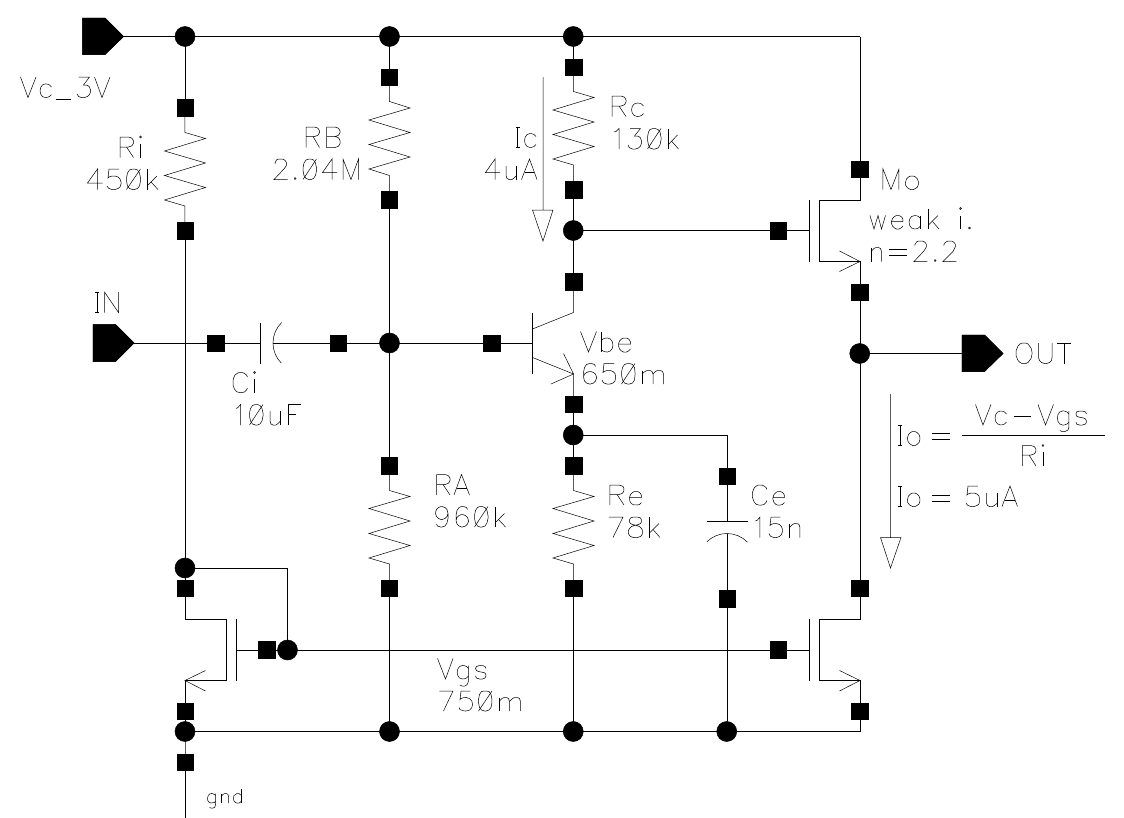 Vc_3V
Ri
450k
RB
2.04M
Ic
4uA
Rc
130k
Mo
weak i.
n=2.2
IN
Ci
10uF
Vbe
650m
OUT
Io = Vc-Vgs
Ri
Io = 5uA
RA
960k
Re
78k
Ce
15n
Vgs
750m
gnd